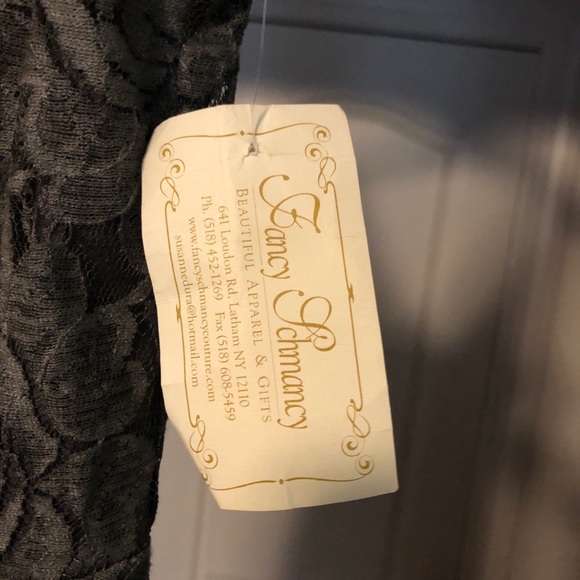 Fancy Schmancy
BEAUTIFUL APPAREL & GIFTS
641 Loudon Rd, Latham NY 12110
Ph. (518) 452-1269 Fax (518) 608-5459
www.fancyschmancycouture.com
susannedura@hotmail.com